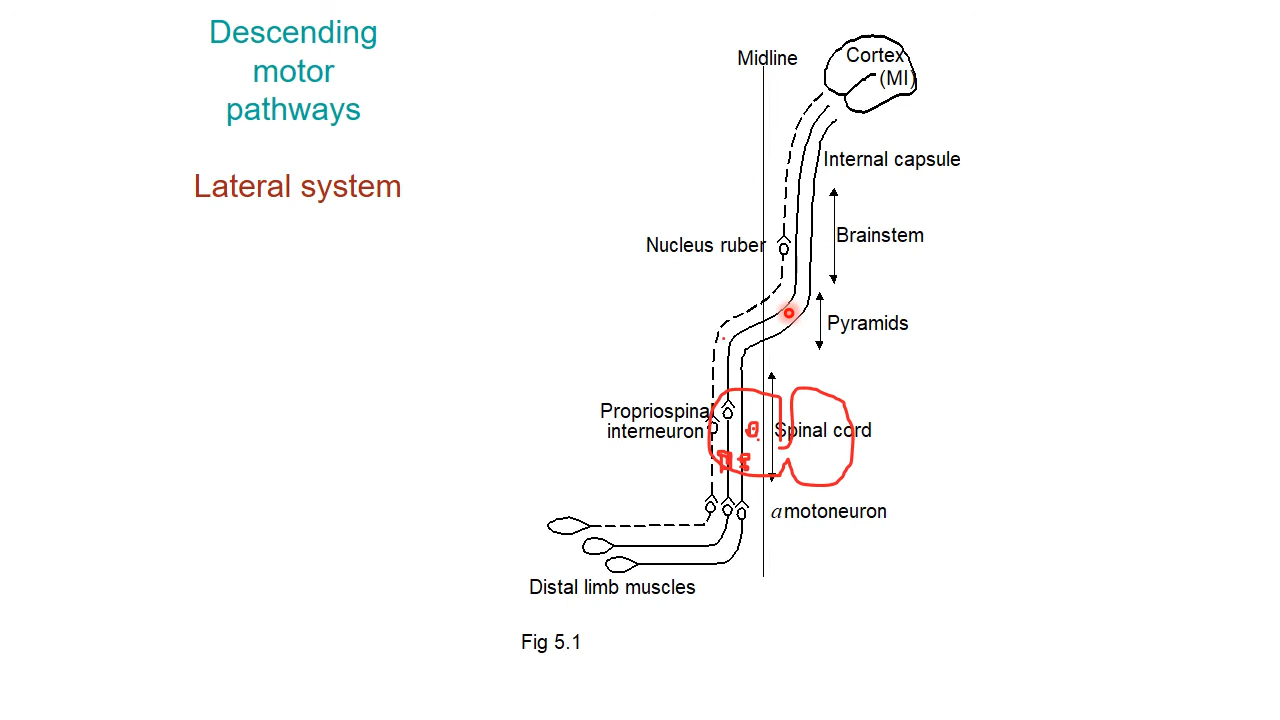 Descending
motor
pathways
Lateral system
Midline
Cortex
(MI)
Internal capsule
Nucleus ruber
Brainstem
Pyramids
Propriospinal
interneuron
Spinal cord
a motoneuron
Distal limb muscles
Fig 5.1